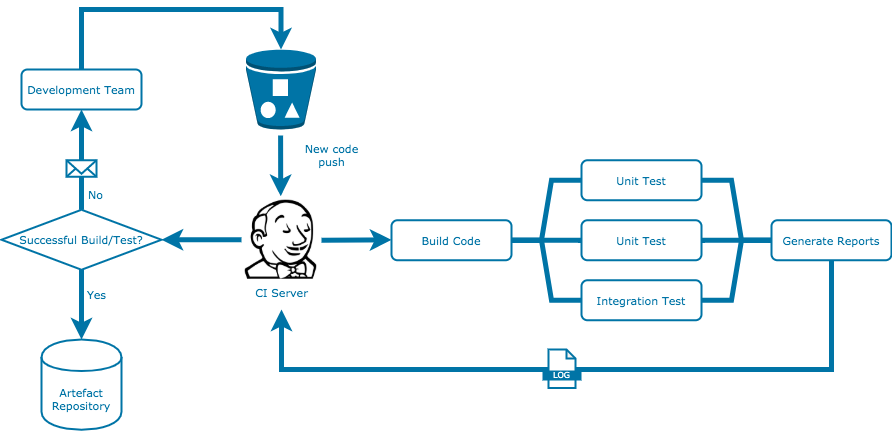 Development Team
New code
push
No
Successful Build/Test?
Yes
Artefact
Repository
CI Server
Build Code
Unit Test
Unit Test
Integration Test
Generate Reports
LOG